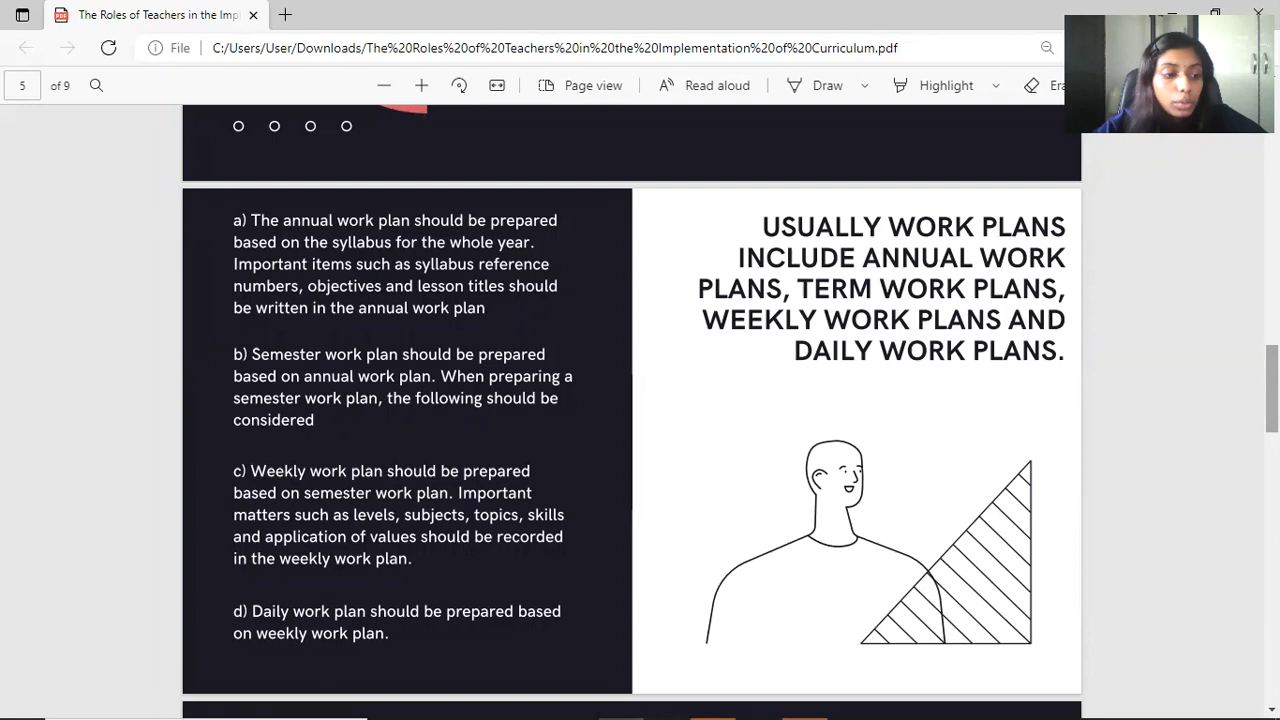 The Roles of Teachers in the Imp
File
C:/Users/User/Downloads/The%20Roles%20of%20Teachers%20in%20the%20Implementation%20of%20Curriculum.pdf
5 of 9
Page view
Read aloud
Draw
Highlight
Era
a) The annual work plan should be prepared
based on the syllabus for the whole year.
Important items such as syllabus reference
numbers, objectives and lesson titles should
be written in the annual work plan
b) Semester work plan should be prepared
based on annual work plan. When preparing a
semester work plan, the following should be
considered
c) Weekly work plan should be prepared
based on semester work plan. Important
matters such as levels, subjects, topics, skills
and application of values should be recorded
in the weekly work plan.
d) Daily work plan should be prepared based
on weekly work plan.
USUALLY WORK PLANS
INCLUDE ANNUAL WORK
PLANS, TERM WORK PLANS,
WEEKLY WORK PLANS AND
DAILY WORK PLANS.